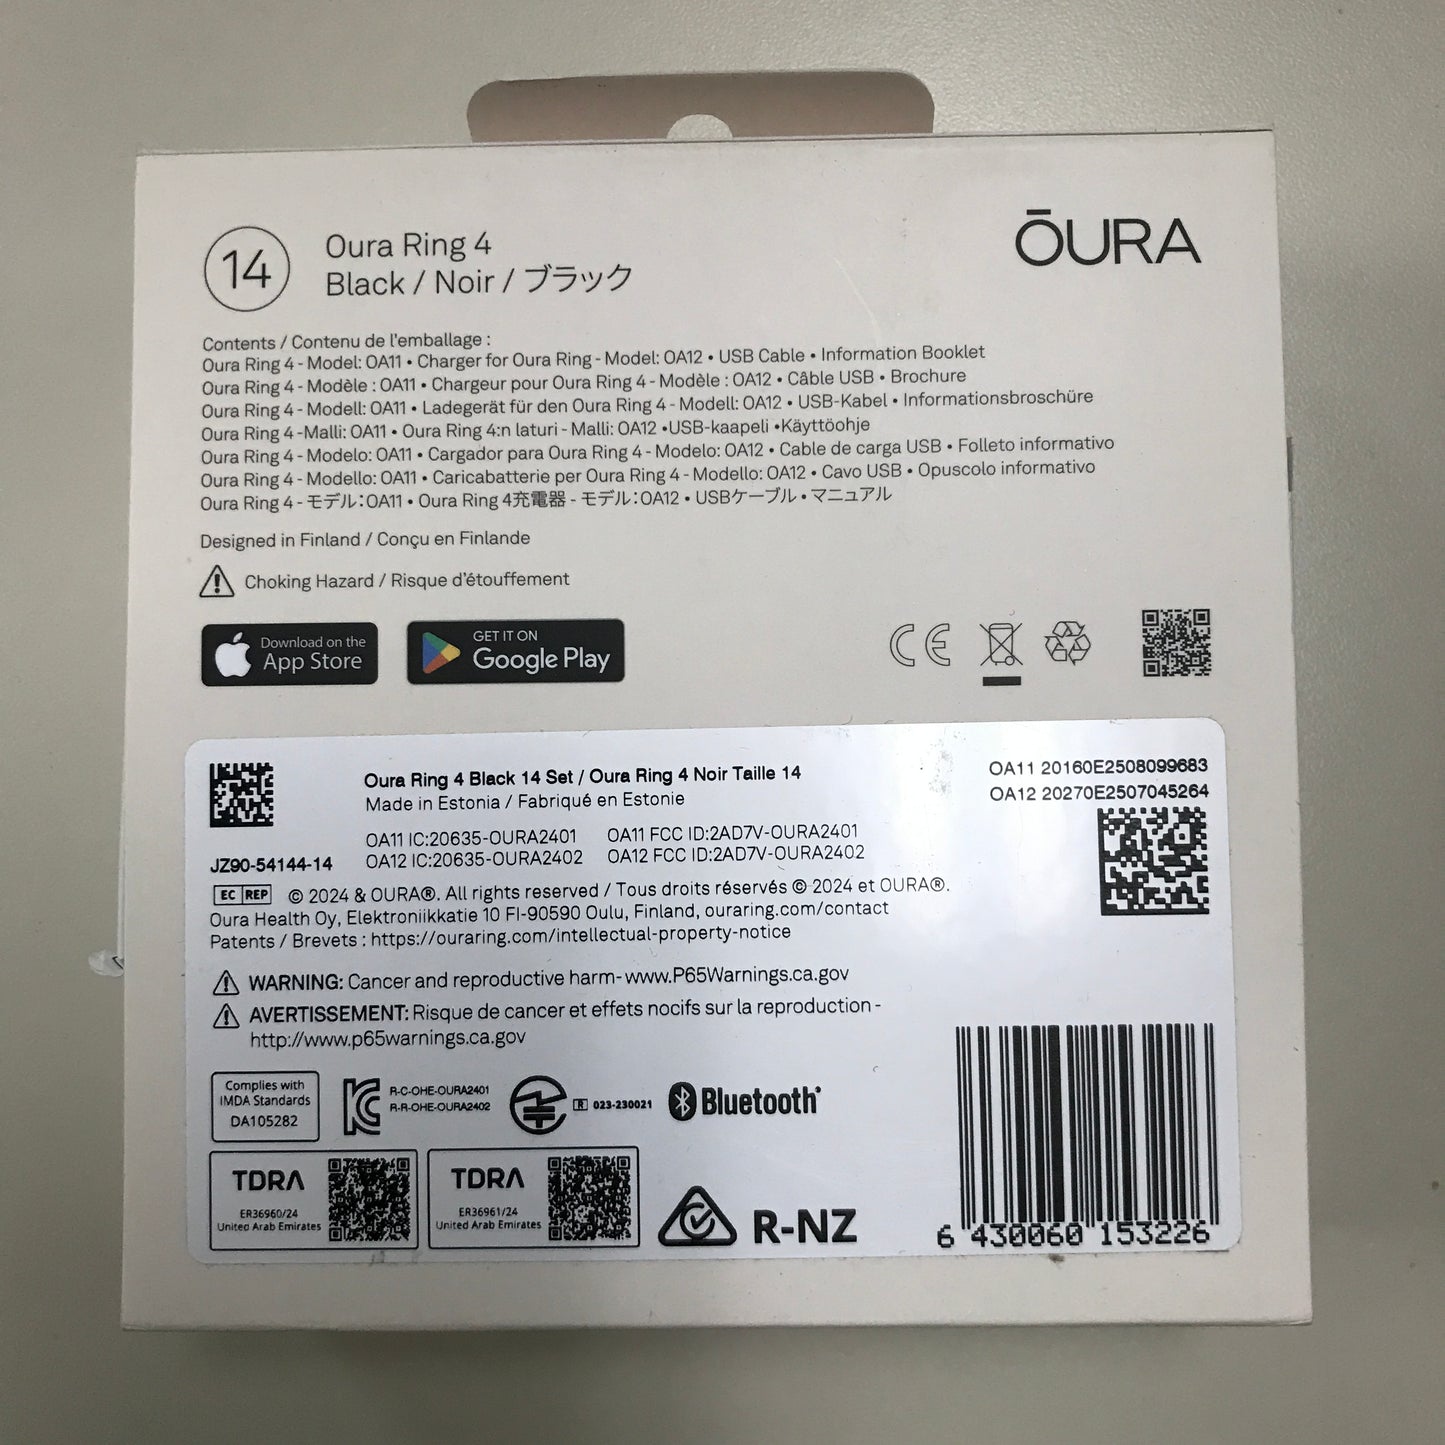 14
Oura Ring 4
Black / Noir / ブラック
ŌURA
Contents / Contenu de l'emballage :
Oura Ring 4 - Model: OA11 • Charger for Oura Ring - Model: OA12 • USB Cable • Information Booklet
Oura Ring 4 - Modèle : OA11 • Chargeur pour Oura Ring 4 - Modèle : OA12 • Câble USB • Brochure
Oura Ring 4 - Modell: OA11 • Ladegerät für den Oura Ring 4 - Modell: OA12 • USB-Kabel • Informationsbroschüre
Oura Ring 4 -Malli: OA11 • Oura Ring 4:n laturi - Malli: OA12 •USB-kaapeli •Käyttöohje
Oura Ring 4 - Modelo: OA11 • Cargador para Oura Ring 4 - Modelo: OA12 • Cable de carga USB • Folleto informativo
Oura Ring 4 - Modello: OA11 • Caricabatterie per Oura Ring 4 - Modello: OA12 • Cavo USB • Opuscolo informativo
Oura Ring 4 - モデル：OA11 • Oura Ring 4充電器 - モデル：OA12 • USBケーブル • マニュアル
Designed in Finland / Conçu en Finlande
Choking Hazard / Risque d'étouffement
Download on the
App Store
GET IT ON
Google Play
CE
Oura Ring 4 Black 14 Set / Oura Ring 4 Noir Taille 14
Made in Estonia / Fabriqué en Estonie
OA11 20160E2508099683
OA12 20270E2507045264
OA11 IC:20635-OURA2401 OA11 FCC ID:2AD7V-OURA2401
OA12 IC:20635-OURA2402 OA12 FCC ID:2AD7V-OURA2402
JZ90-54144-14
EC REP © 2024 & OURA®. All rights reserved / Tous droits réservés © 2024 et OURA®.
Oura Health Oy, Elektroniikkatie 10 FI-90590 Oulu, Finland, ouraring.com/contact
Patents / Brevets : https://ouraring.com/intellectual-property-notice
WARNING: Cancer and reproductive harm-www.P65Warnings.ca.gov
AVERTISSEMENT: Risque de cancer et effets nocifs sur la reproduction -
http://www.p65warnings.ca.gov
Complies with
IMDA Standards
DA105282
R-C-OHE-OURA2401
R-R-OHE-OURA2402
R 023-230021
Bluetooth®
TDRA
ER36960/24
United Arab Emirates
TDRA
ER36961/24
United Arab Emirates
R-NZ
6 430060 153226